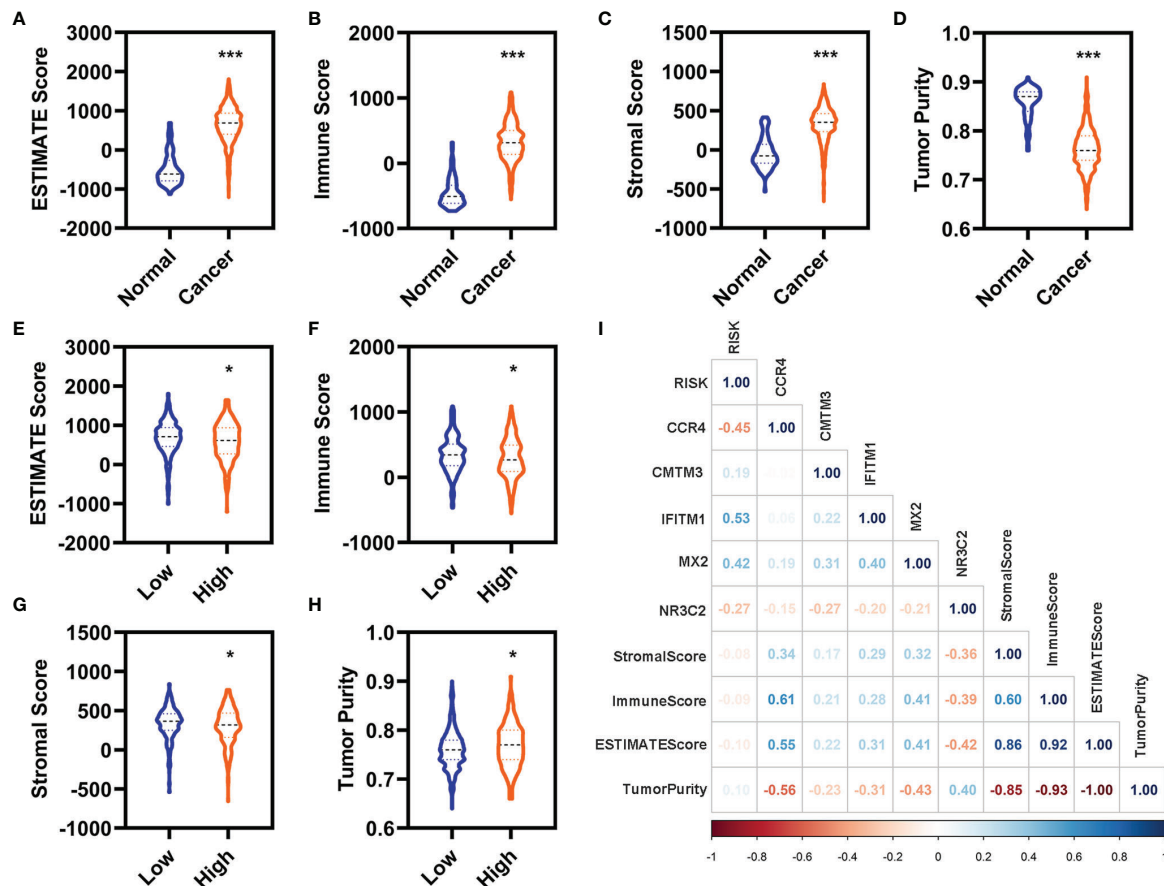 A
ESTIMATE Score
3000
2000
1000
0
-1000
-2000
***
Normal
Cancer
B
Immune Score
2000
1000
0
-1000
***
Normal
Cancer
C
Stromal Score
1500
1000
500
0
-500
-1000
***
Normal
Cancer
D
Tumor Purity
1.0
0.9
0.8
0.7
0.6
***
Normal
Cancer
E
ESTIMATE Score
3000
2000
1000
0
-1000
-2000
*
Low
High
F
Immune Score
2000
1000
0
-1000
*
Low
High
G
Stromal Score
1500
1000
500
0
-500
-1000
*
Low
High
H
Tumor Purity
1.0
0.9
0.8
0.7
0.6
*
Low
High
I
RISK CCR4 CMTM3 IFITM1 MX2 NR3C2 StromalScore ImmuneScore ESTIMATEScore TumorPurity
RISK 1.00
CCR4 -0.45 1.00
CMTM3 0.19 1.00
IFITM1 0.53 0.06 0.22 1.00
MX2 0.42 0.19 0.31 0.40 1.00
NR3C2 -0.27 -0.15 -0.27 -0.20 -0.21 1.00
StromalScore -0.08 0.34 0.17 0.29 0.32 -0.36 1.00
ImmuneScore -0.09 0.61 0.21 0.28 0.41 -0.39 0.60 1.00
ESTIMATEScore -0.10 0.55 0.22 0.31 0.41 -0.42 0.86 0.92 1.00
TumorPurity 0.10 -0.56 -0.23 -0.31 -0.43 0.40 -0.85 -0.93 -1.00 1.00
-1 -0.8 -0.6 -0.4 -0.2 0 0.2 0.4 0.6 0.8 1